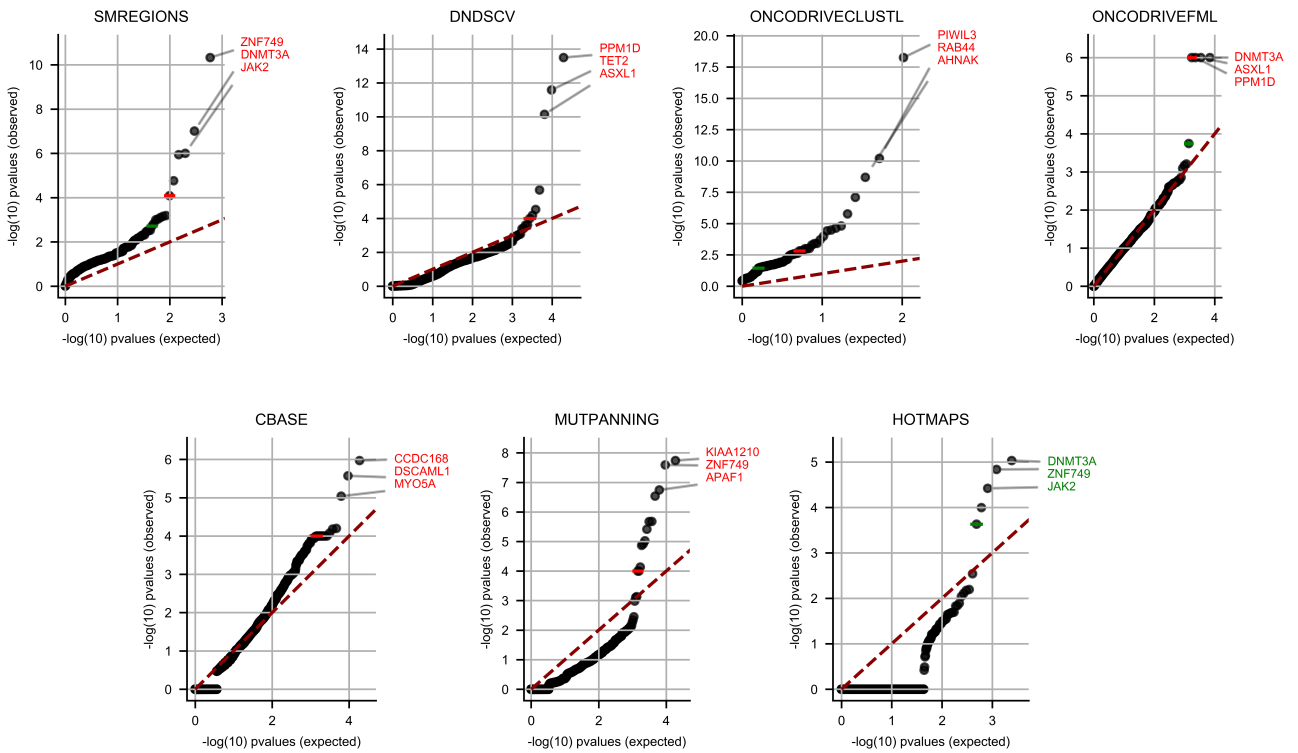 SMREGIONS
ZNF749
DNMT3A
JAK2
10
8
6
4
2
0
0
1
2
3
-log(10) pvalues (observed)
-log(10) pvalues (expected)
DNDSCV
PPM1D
TET2
ASXL1
14
12
10
8
6
4
2
0
0
1
2
3
4
-log(10) pvalues (observed)
-log(10) pvalues (expected)
ONCODRIVECLUSTL
PIWIL3
RAB44
AHNAK
20.0
17.5
15.0
12.5
10.0
7.5
5.0
2.5
0.0
0
1
2
-log(10) pvalues (observed)
-log(10) pvalues (expected)
ONCODRIVEFML
DNMT3A
ASXL1
PPM1D
6
5
4
3
2
1
0
0
2
4
-log(10) pvalues (observed)
-log(10) pvalues (expected)
CBASE
CCDC168
DSCAML1
MYO5A
6
5
4
3
2
1
0
0
2
4
-log(10) pvalues (observed)
-log(10) pvalues (expected)
MUTPANNING
KIAA1210
ZNF749
APAF1
8
7
6
5
4
3
2
1
0
0
2
4
-log(10) pvalues (observed)
-log(10) pvalues (expected)
HOTMAPS
DNMT3A
ZNF749
JAK2
5
4
3
2
1
0
0
1
2
3
-log(10) pvalues (observed)
-log(10) pvalues (expected)